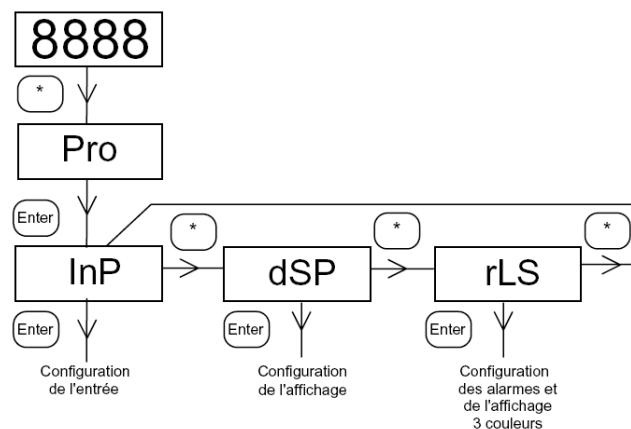 8888
*
Pro
Enter
*
*
*
InP
dSP
rLS
Enter
Enter
Enter
Configuration
de l'entrée
Configuration
de l'affichage
Configuration
des alarmes et
de l'affichage
3 couleurs